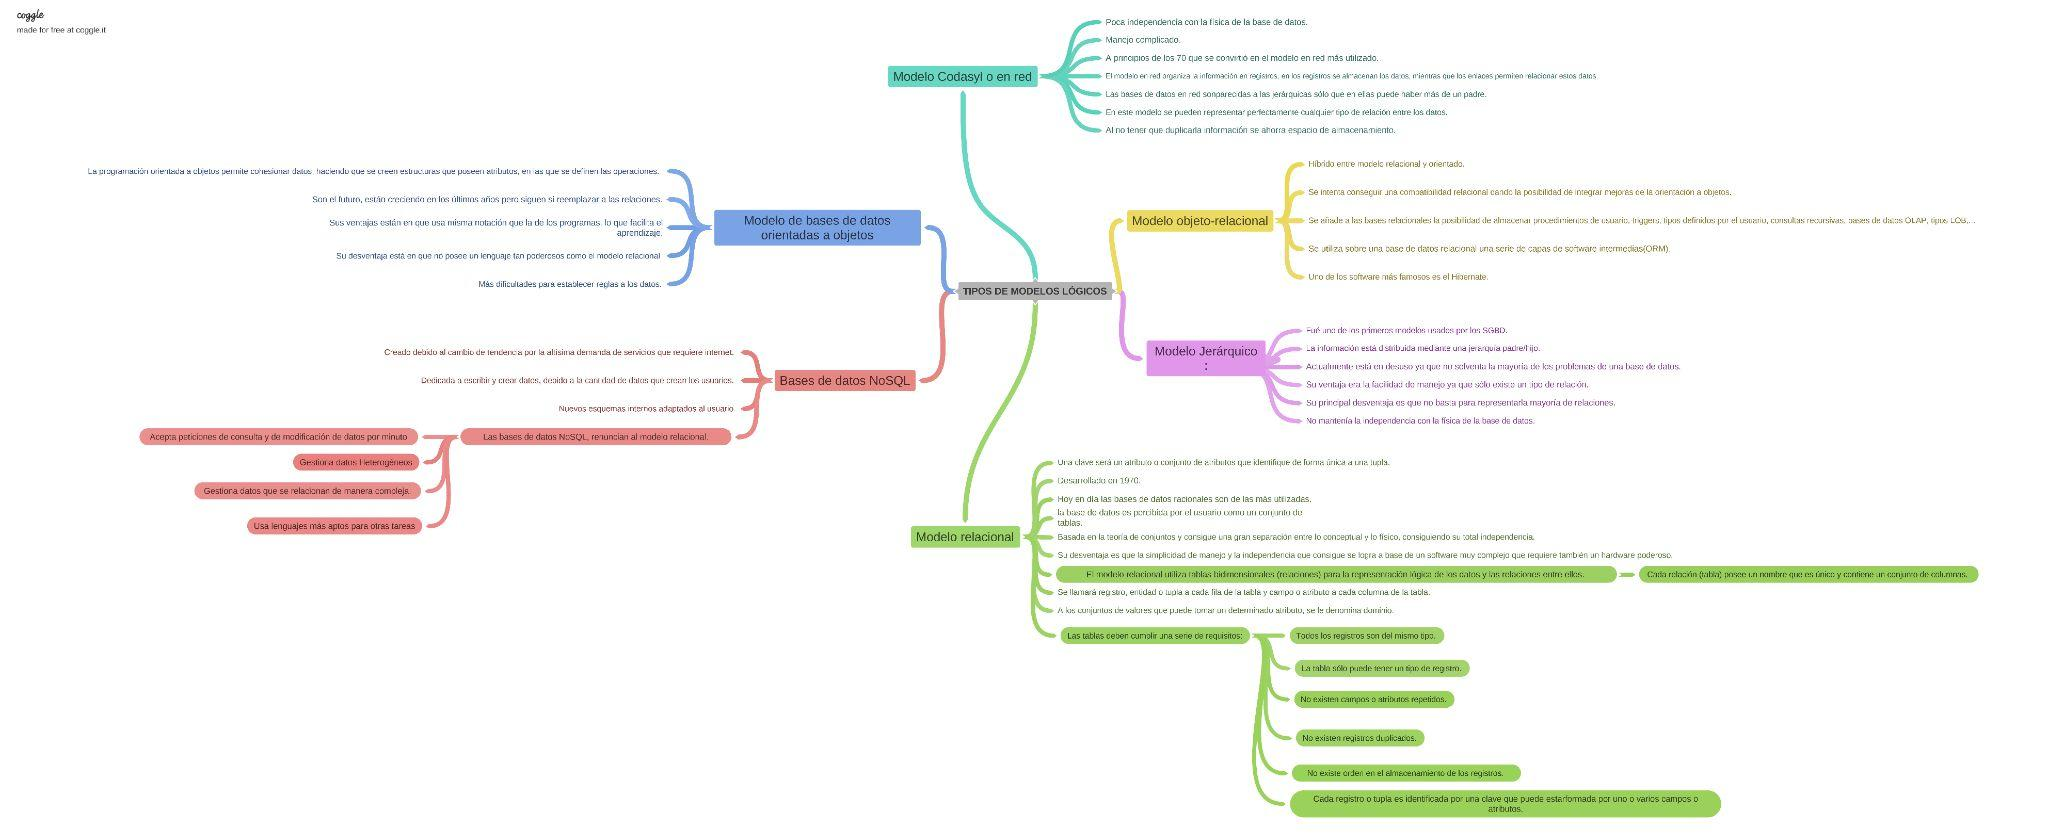 coggle
made for free at coggle.it
TIPOS DE MODELOS LÓGICOS
Modelo Codasyl o en red
Poca independencia con la física de la base de datos.
Manejo complicado.
A principios de los 70 que se convirtió en el modelo en red más utilizado.
El modelo en red organiza la información en registros, en los registros se almacenan los datos, mientras que los enlaces permiten relacionar estos datos.
Las bases de datos en red sonparecidas a las jerárquicas sólo que en ellas puede haber más de un padre.
En este modelo se pueden representar perfectamente cualquier tipo de relación entre los datos.
Al no tener que duplicarla información se ahorra espacio de almacenamiento.
Modelo objeto-relacional
Híbrido entre modelo relacional y orientado.
Se intenta conseguir una compatibilidad relacional dando la posibilidad de integrar mejoras de la orientación a objetos.
Se añade a las bases relacionales la posibilidad de almacenar procedimientos de usuario, triggers, tipos definidos por el usuario, consultas recursivas, bases de datos OLAP, tipos LOB,...
Se utiliza sobre una base de datos relacional una serie de capas de software intermedias(ORM).
Uno de los software más famosos es el Hibernate.
Modelo Jerárquico
:
Fué uno de los primeros modelos usados por los SGBD.
La información está distribuida mediante una jerarquía padre/hijo.
Actualmente está en desuso ya que no solventa la mayoría de los problemas de una base de datos.
Su ventaja era la facilidad de manejo ya que sólo existe un tipo de relación.
Su principal desventaja es que no basta para representarla mayoría de relaciones.
No mantenía la independencia con la física de la base de datos.
Modelo relacional
Una clave será un atributo o conjunto de atributos que identifique de forma única a una tupla.
Desarrollado en 1970.
Hoy en día las bases de datos racionales son de las más utilizadas.
la base de datos es percibida por el usuario como un conjunto de
tablas.
Basada en la teoría de conjuntos y consigue una gran separación entre lo conceptual y lo físico, consiguiendo su total independencia.
Su desventaja es que la simplicidad de manejo y la independencia que consigue se logra a base de un software muy complejo que requiere también un hardware poderoso.
El modelo relacional utiliza tablas bidimensionales (relaciones) para la representación lógica de los datos y las relaciones entre ellos.
Cada relación (tabla) posee un nombre que es único y contiene un conjunto de columnas.
Se llamará registro, entidad o tupla a cada fila de la tabla y campo o atributo a cada columna de la tabla.
A los conjuntos de valores que puede tomar un determinado atributo, se le denomina dominio.
Las tablas deben cumplir una serie de requisitos:
Todos los registros son del mismo tipo.
La tabla sólo puede tener un tipo de registro.
No existen campos o atributos repetidos.
No existen registros duplicados.
No existe orden en el almacenamiento de los registros.
Cada registro o tupla es identificada por una clave que puede estarformada por uno o varios campos o
atributos.
Modelo de bases de datos
orientadas a objetos
La programación orientada a objetos permite cohesionar datos, haciendo que se creen estructuras que poseen atributos, en las que se definen las operaciones.
Son el futuro, están creciendo en los últimos años pero siguen si reemplazar a las relaciones.
Sus ventajas están en que usa misma notación que la de los programas, lo que facilita el
aprendizaje.
Su desventaja está en que no posee un lenguaje tan poderosos como el modelo relacional
Más dificultades para establecer reglas a los datos.
Bases de datos NoSQL
Creado debido al cambio de tendencia por la altísima demanda de servicios que requiere internet.
Dedicada a escribir y crear datos, debido a la cantidad de datos que crean los usuarios.
Nuevos esquemas internos adaptados al usuario
Las bases de datos NoSQL, renuncian al modelo relacional.
Acepta peticiones de consulta y de modificación de datos por minuto
Gestiona datos Heterogéneos
Gestiona datos que se relacionan de manera compleja.
Usa lenguajes más aptos para otras tareas